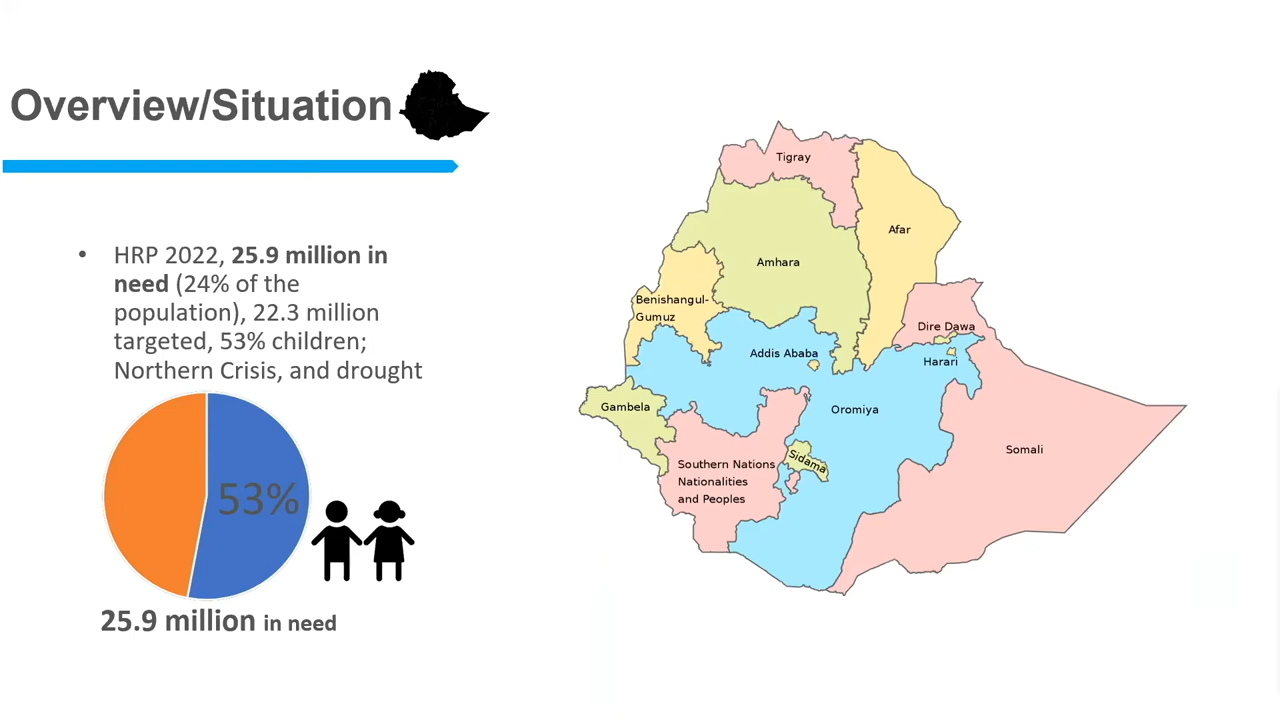 Overview/Situation
• HRP 2022, 25.9 million in
need (24% of the
population), 22.3 million
targeted, 53% children;
Northern Crisis, and drought
53%
25.9 million in need
Tigray
Afar
Amhara
Benishangul-
Gumuz
Dire Dawa
Addis Ababa
Harari
Gambela
Oromiya
Somali
Southern Nations
Nationalities
and Peoples
Sidama